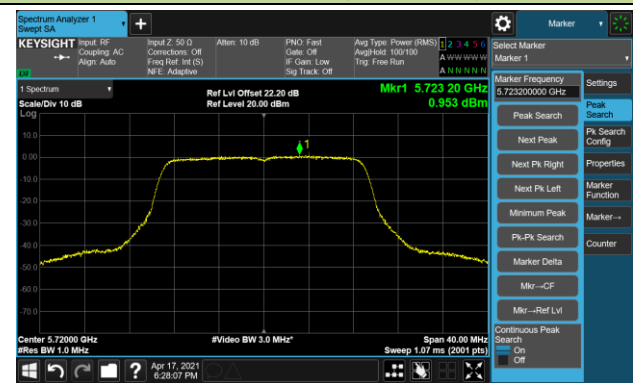 Spectrum Analyzer 1
Swept SA
+
Marker
KEYSIGHT
Input: RF
Coupling: AC
Align: Auto
Input Z: 50 Ω
Corrections: Off
Freq Ref: Int (S)
NFE: Adaptive
Atten: 10 dB
PNO: Fast
Gate: Off
IF Gain: Low
Sig Track: Off
Avg Type: Power (RMS)
Avg|Hold: 100/100
Trig: Free Run
1 2 3 4 5 6
A W W W W W
A N N N N N
Select Marker
Marker 1
1 Spectrum
Scale/Div 10 dB
Log
Ref Lvl Offset 22.20 dB
Ref Level 20.00 dBm
Mkr1 5.723 20 GHz
0.953 dBm
10.0
0.00
-10.0
-20.0
-30.0
-40.0
-50.0
-60.0
-70.0
1
Center 5.72000 GHz
#Res BW 1.0 MHz
#Video BW 3.0 MHz*
Span 40.00 MHz
Sweep 1.07 ms (2001 pts)
Marker Frequency
5.723200000 GHz
Peak Search
Next Peak
Next Pk Right
Next Pk Left
Minimum Peak
Pk-Pk Search
Marker Delta
Mkr→CF
Mkr→Ref Lvl
Continuous Peak
Search
On
Off
Settings
Peak
Search
Pk Search
Config
Properties
Marker
Function
Marker→
Counter
?
Apr 17, 2021
6:28:07 PM